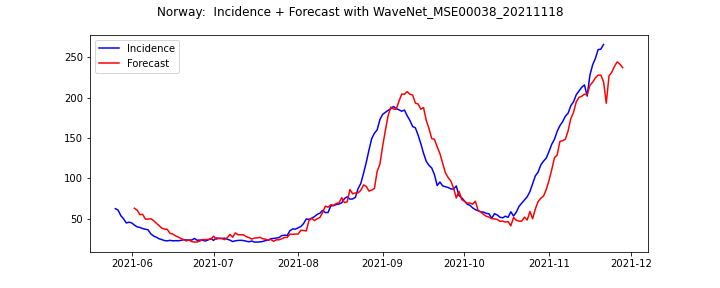 Norway:  Incidence + Forecast with WaveNet_MSE00038_20211118
Incidence
Forecast
250
200
150
100
50
2021-06 2021-07 2021-08 2021-09 2021-10 2021-11 2021-12